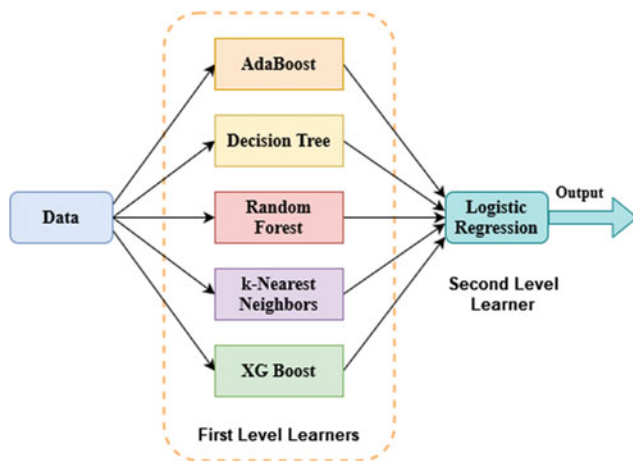 AdaBoost
Decision Tree
Data
Random
Forest
k-Nearest
Neighbors
XG Boost
First Level Learners
Logistic
Regression
Output
Second Level
Learner